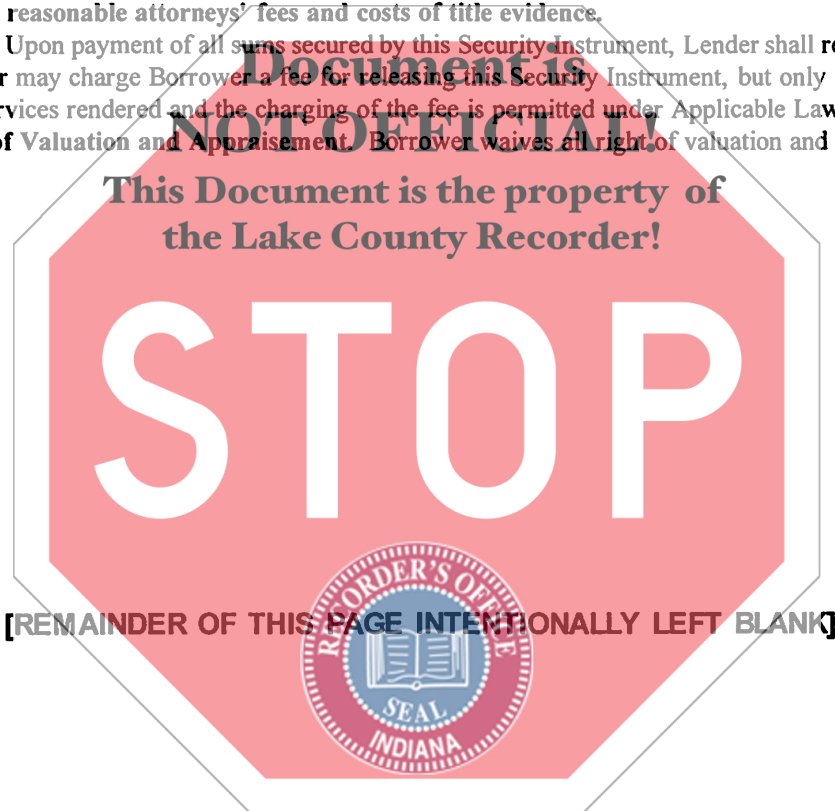 reasonable attorneys' fees and costs of title evidence.
Upon payment of all sums secured by this Security Instrument, Lender shall
may charge Borrower a fee for releasing this Security Instrument, but only
rendered and the charging of the fee is permitted under Applicable
of Valuation and Appraisement. Borrower waives all right of valuation and
Document is
NOT OFFICIAL!
This Document is the property of
the Lake County Recorder!
STOP
[REMAINDER OF THIS PAGE INTENTIONALLY LEFT BLANK]
RECORDER'S OFFICE
SEAL
INDIANA